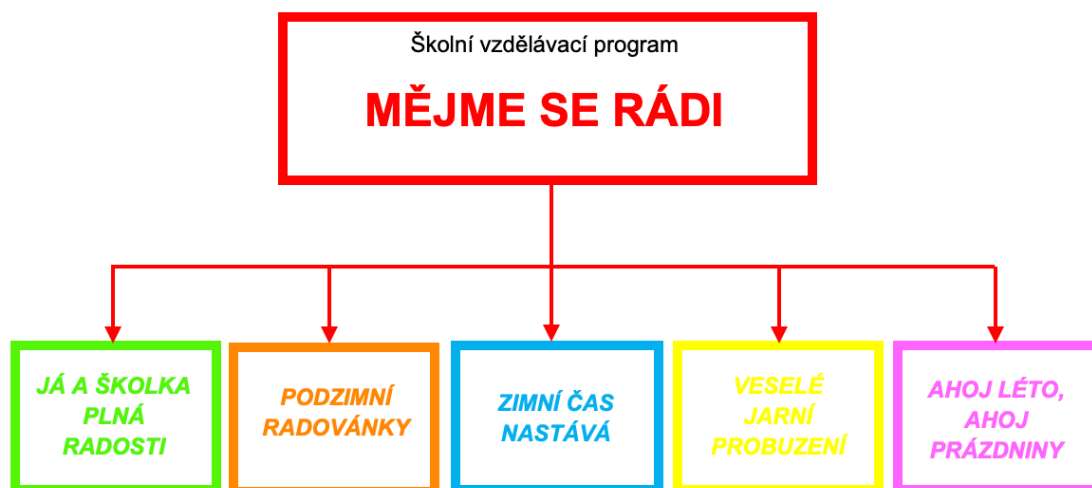 Školní vzdělávací program
MĚJME SE RÁDI
JÁ A ŠKOLKA
PLNÁ
RADOSTI
PODZIMNÍ
RADOVÁNKY
ZIMNÍ ČAS
NASTÁVÁ
VESELÉ
JARNÍ
PROBUZENÍ
AHOJ LÉTO,
AHOJ
PRÁZDNINY